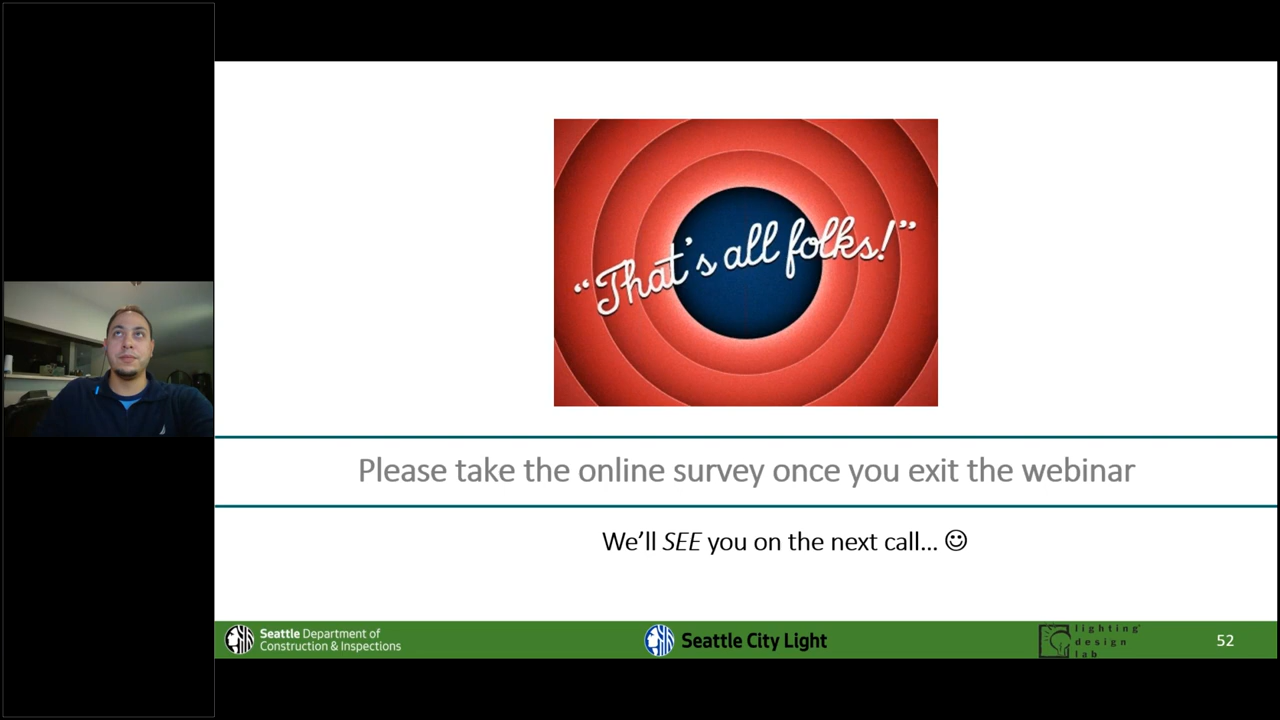 “That’s all folks!”
Please take the online survey once you exit the webinar
We’ll SEE you on the next call... ☺
Seattle Department of
Construction & Inspections
Seattle City Light
lighting
design
lab
52